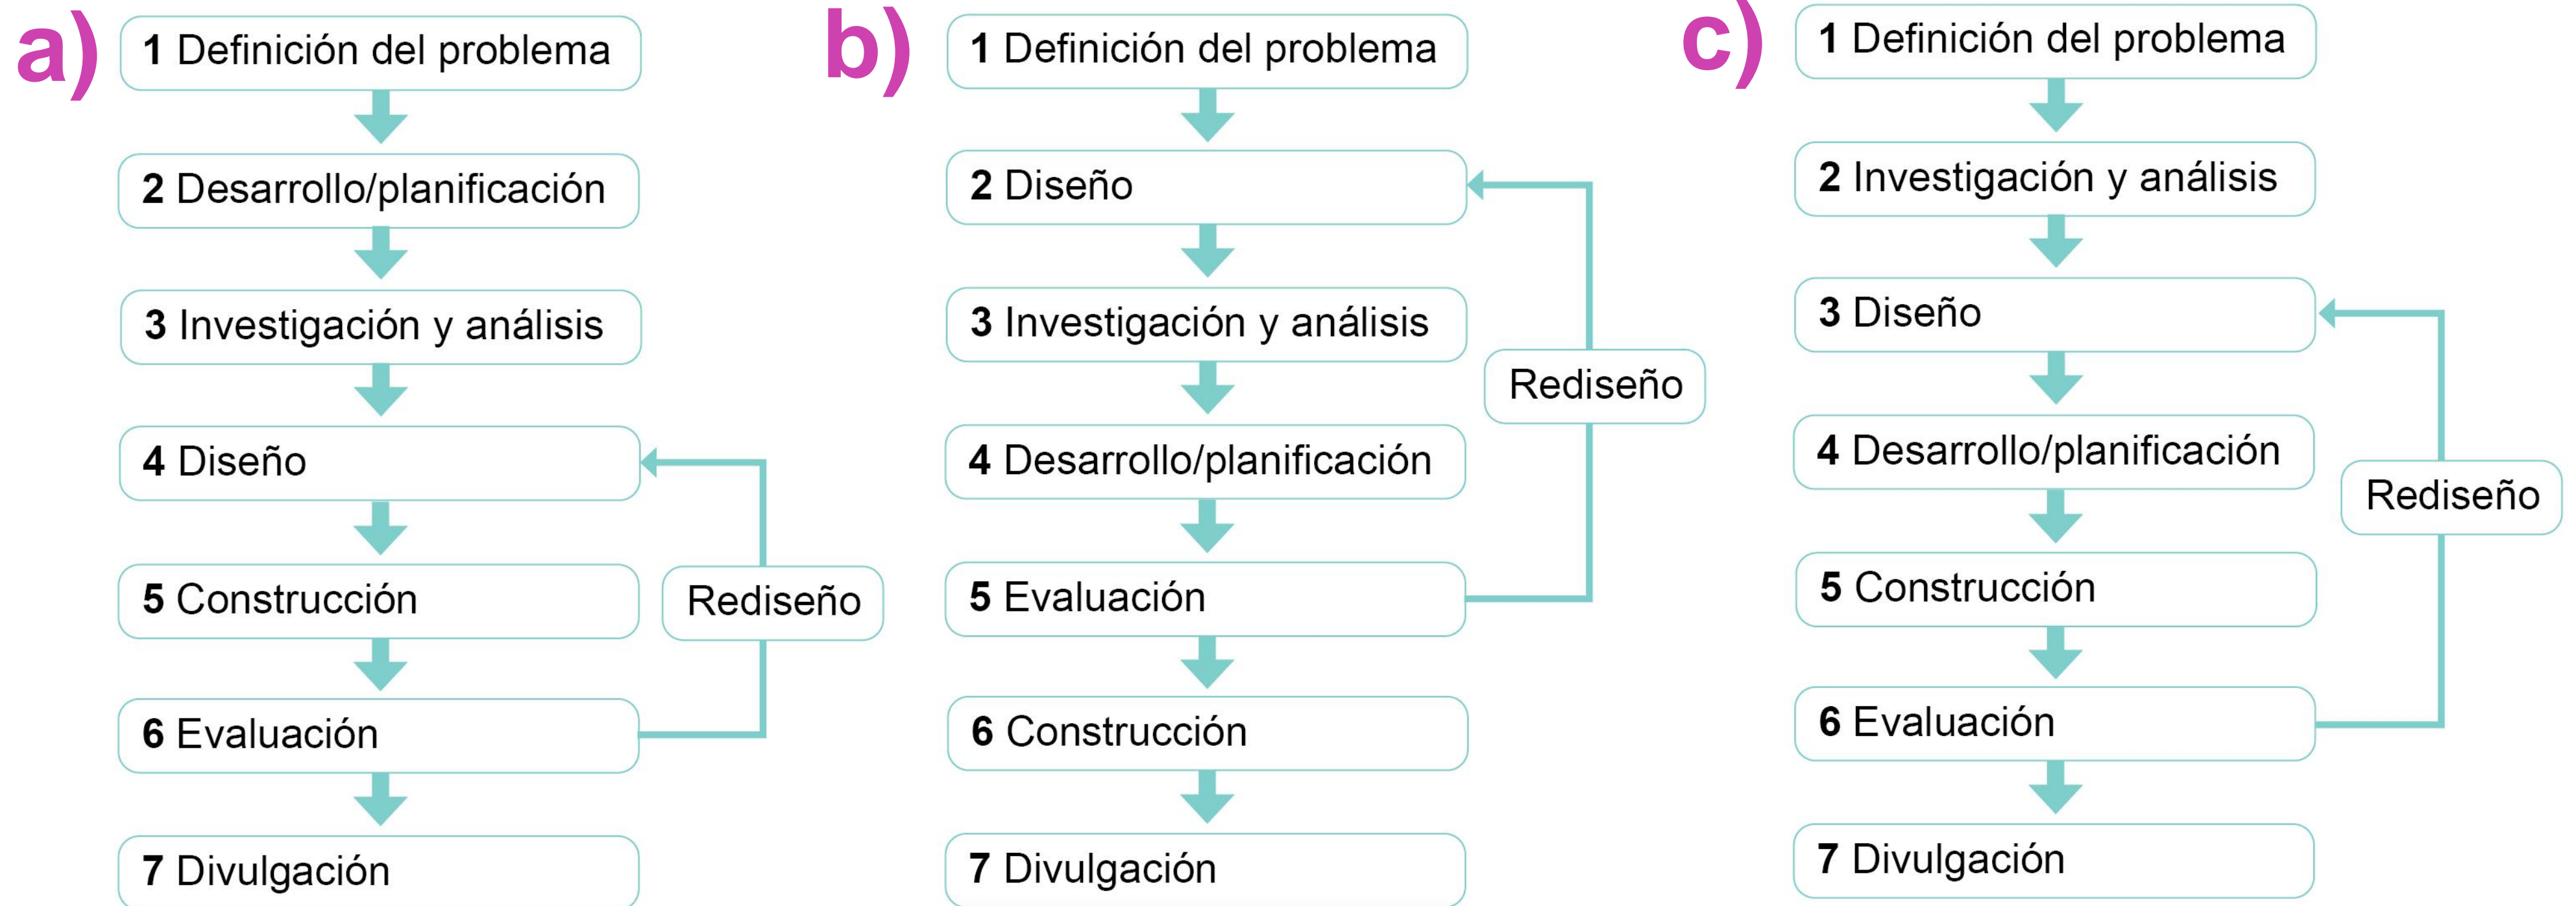 a)
1 Definición del problema
2 Desarrollo/planificación
3 Investigación y análisis
4 Diseño
5 Construcción
Rediseño
6 Evaluación
7 Divulgación
b)
1 Definición del problema
2 Diseño
3 Investigación y análisis
Rediseño
4 Desarrollo/planificación
5 Evaluación
6 Construcción
7 Divulgación
c)
1 Definición del problema
2 Investigación y análisis
3 Diseño
4 Desarrollo/planificación
Rediseño
5 Construcción
6 Evaluación
7 Divulgación